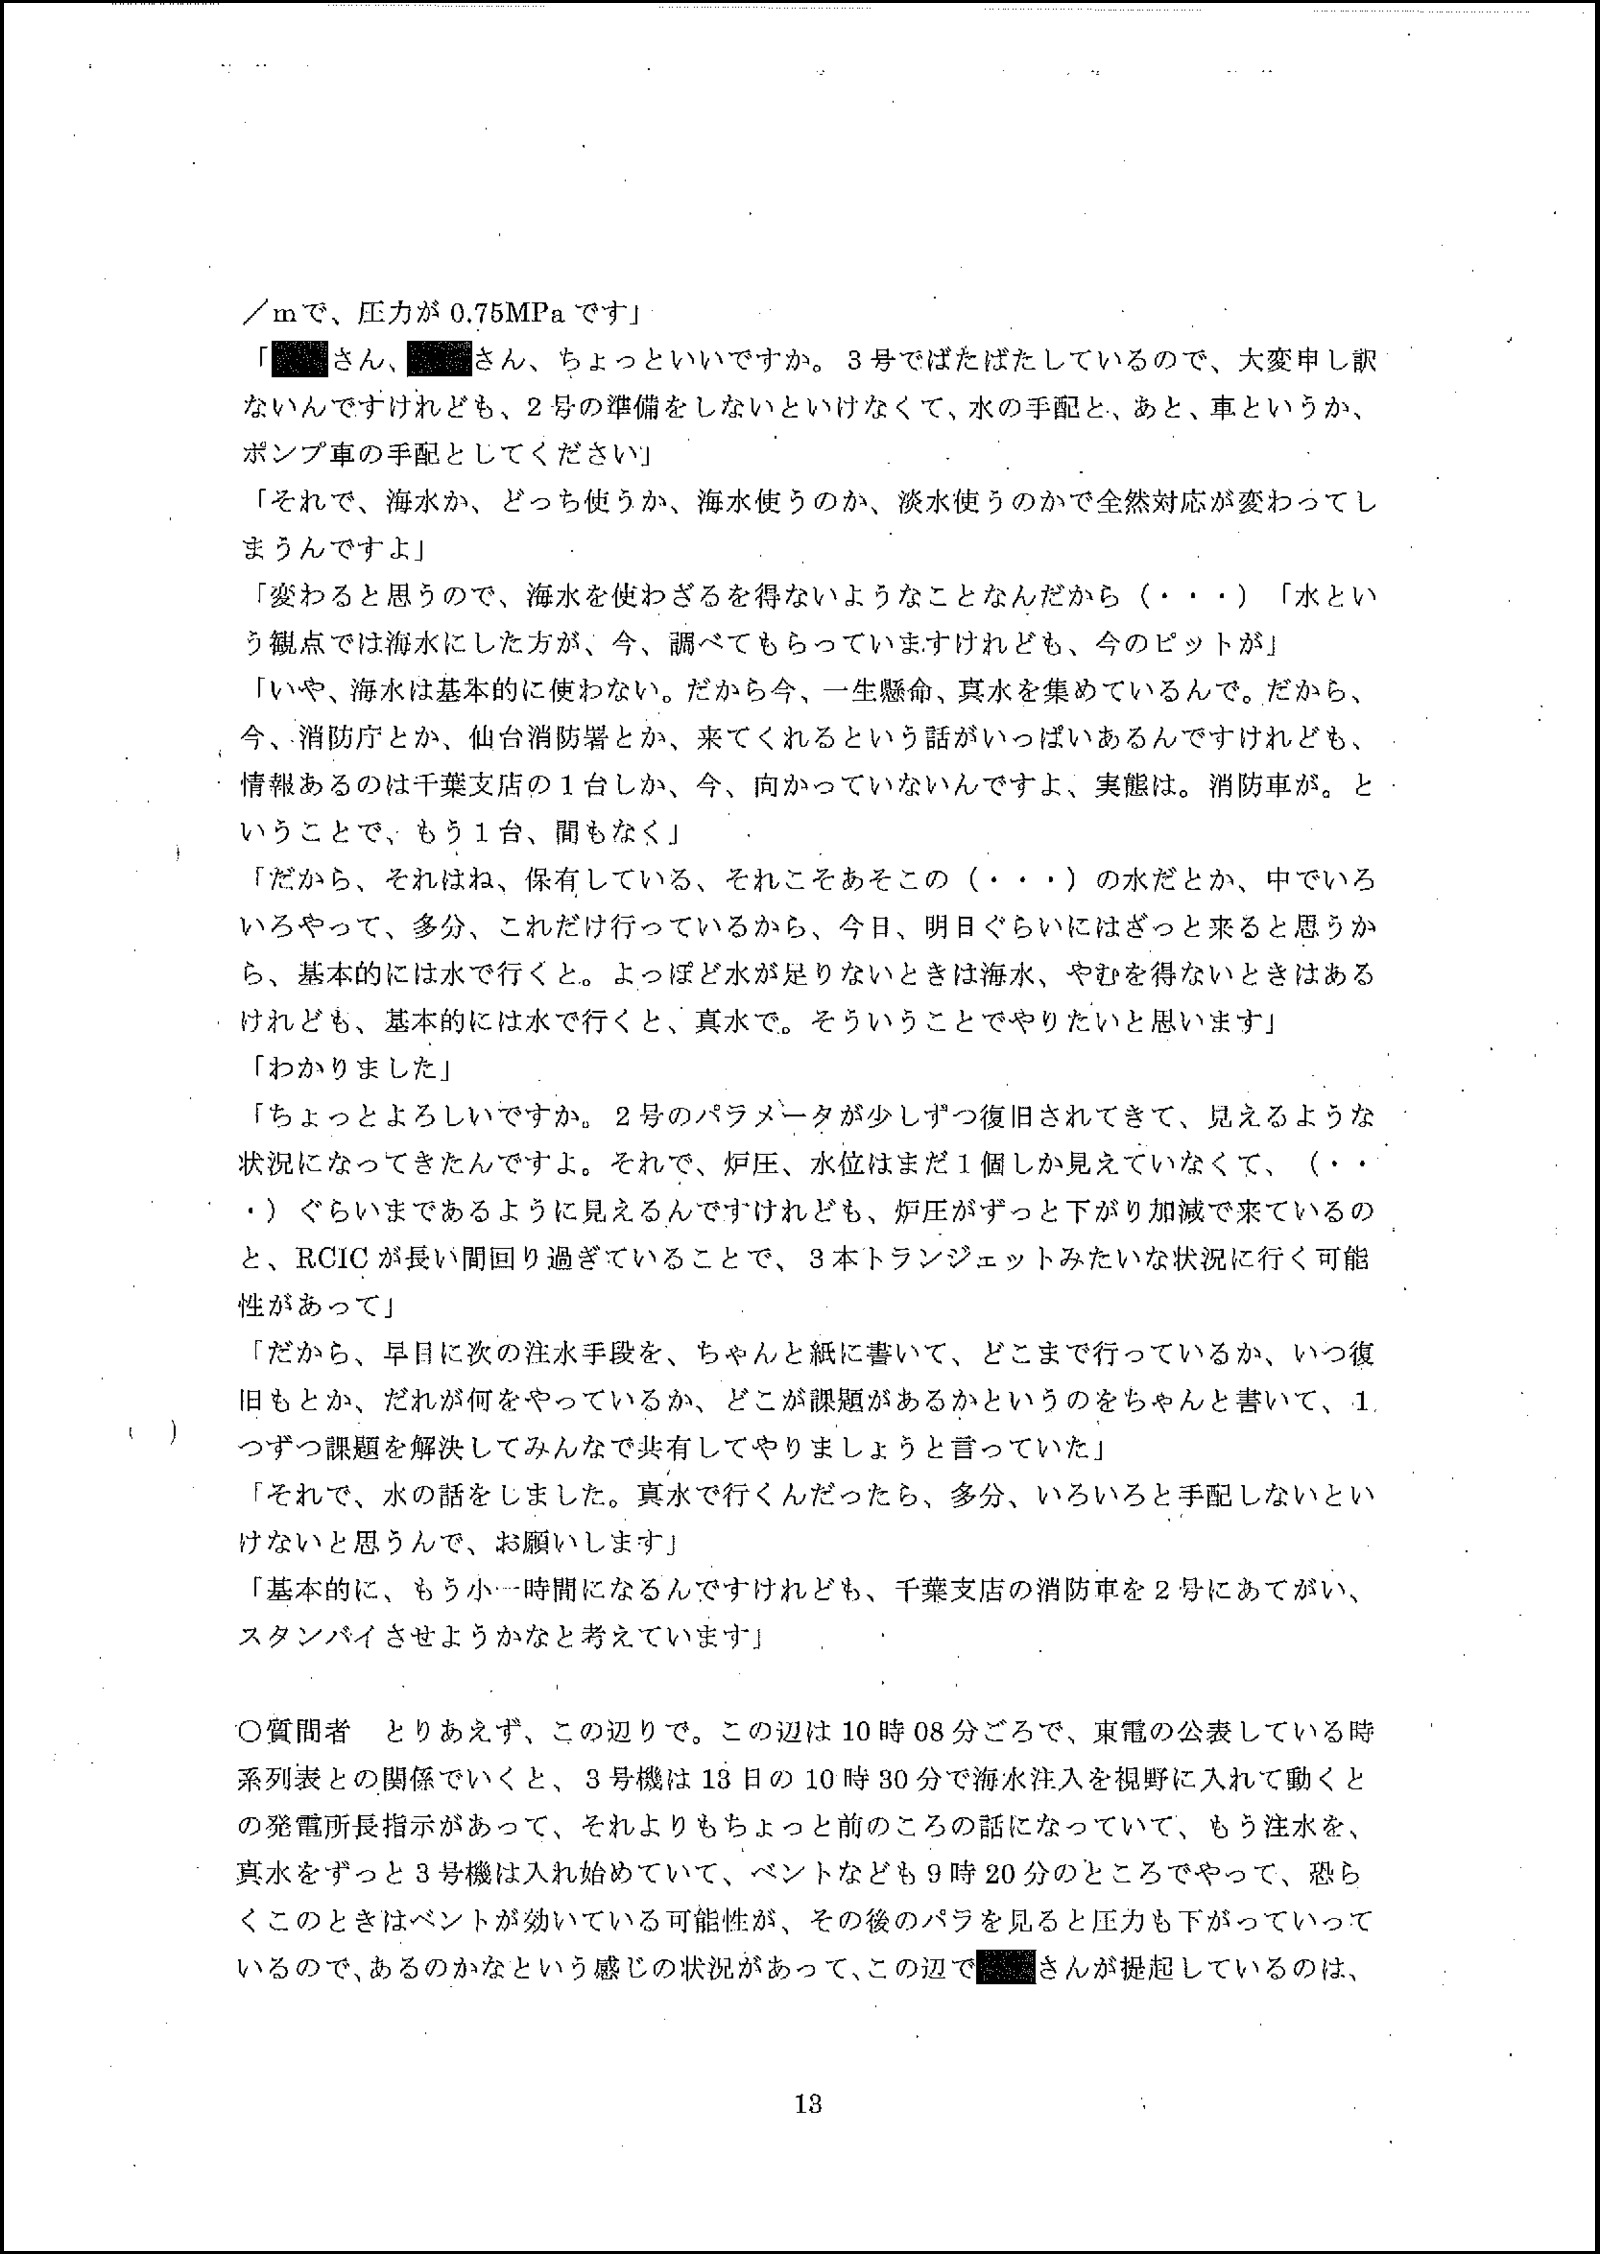 ／mで、圧力が 0.75MPa です」
「さん、さん、ちょっといいですか。３号でばたばたしているので、大変申し訳
ないんですけれども、２号の準備をしないといけなくて、水の手配と、あと、車というか、
ポンプ車の手配としてください」
「それで、海水か、どっち使うか、海水使うのか、淡水使うのかで全然対応が変わってし
まうんですよ」
「変わると思うので、海水を使わざるを得ないようなことなんだから（・・・）「水とい
う観点では海水にした方が、今、調べてもらっていますけれども、今のピットが」
「いや、海水は基本的に使わない。だから今、一生懸命、真水を集めているんで。だから、
今、消防庁とか、仙台消防署とか、来てくれるという話がいっぱいあるんですけれども、
情報あるのは千葉支店の１台しか、今、向かっていないんですよ、実態は。消防車が。と
いうことで、もう１台、間もなく」
「だから、それはね、保有している、それこそあそこの（・・・）の水だとか、中でいろ
いろやって、多分、これだけ行っているから、今日、明日ぐらいにはざっと来ると思うか
ら、基本的には水で行くと。よっぽど水が足りないときは海水、やむを得ないときはある
けれども、基本的には水で行くと、真水で。そういうことでやりたいと思います」
「わかりました」
「ちょっとよろしいですか。２号のパラメータが少しずつ復旧されてきて、見えるような
状況になってきたんですよ。それで、炉圧、水位はまだ１個しか見えていなくて、（・・
・）ぐらいまであるように見えるんですけれども、炉圧がずっと下がり加減で来ているの
と、RCIC が長い間回り過ぎていることで、３本トランジェットみたいな状況に行く可能
性があって」
「だから、早目に次の注水手段を、ちゃんと紙に書いて、どこまで行っているか、いつ復
旧もとか、だれが何をやっているか、どこが課題があるかというのをちゃんと書いて、１
つずつ課題を解決してみんなで共有してやりましょうと言っていた」
「それで、水の話をしました。真水で行くんだったら、多分、いろいろと手配しないとい
けないと思うんで、お願いします」
「基本的に、もう小一時間になるんですけれども、千葉支店の消防車を２号にあてがい、
スタンバイさせようかなと考えています」
○質問者　とりあえず、この辺りで。この辺は 10 時 08 分ごろで、東電の公表している時
系列表との関係でいくと、３号機は 13 日の 10 時 30 分で海水注入を視野に入れて動くと
の発電所長指示があって、それよりもちょっと前のころの話になっていて、もう注水を、
真水をずっと３号機は入れ始めていて、ベントなども９時 20 分のところでやって、恐ら
くこのときはベントが効いている可能性が、その後のパラを見ると圧力も下がっていって
いるので、あるのかなという感じの状況があって、この辺でさんが提起しているのは、
13